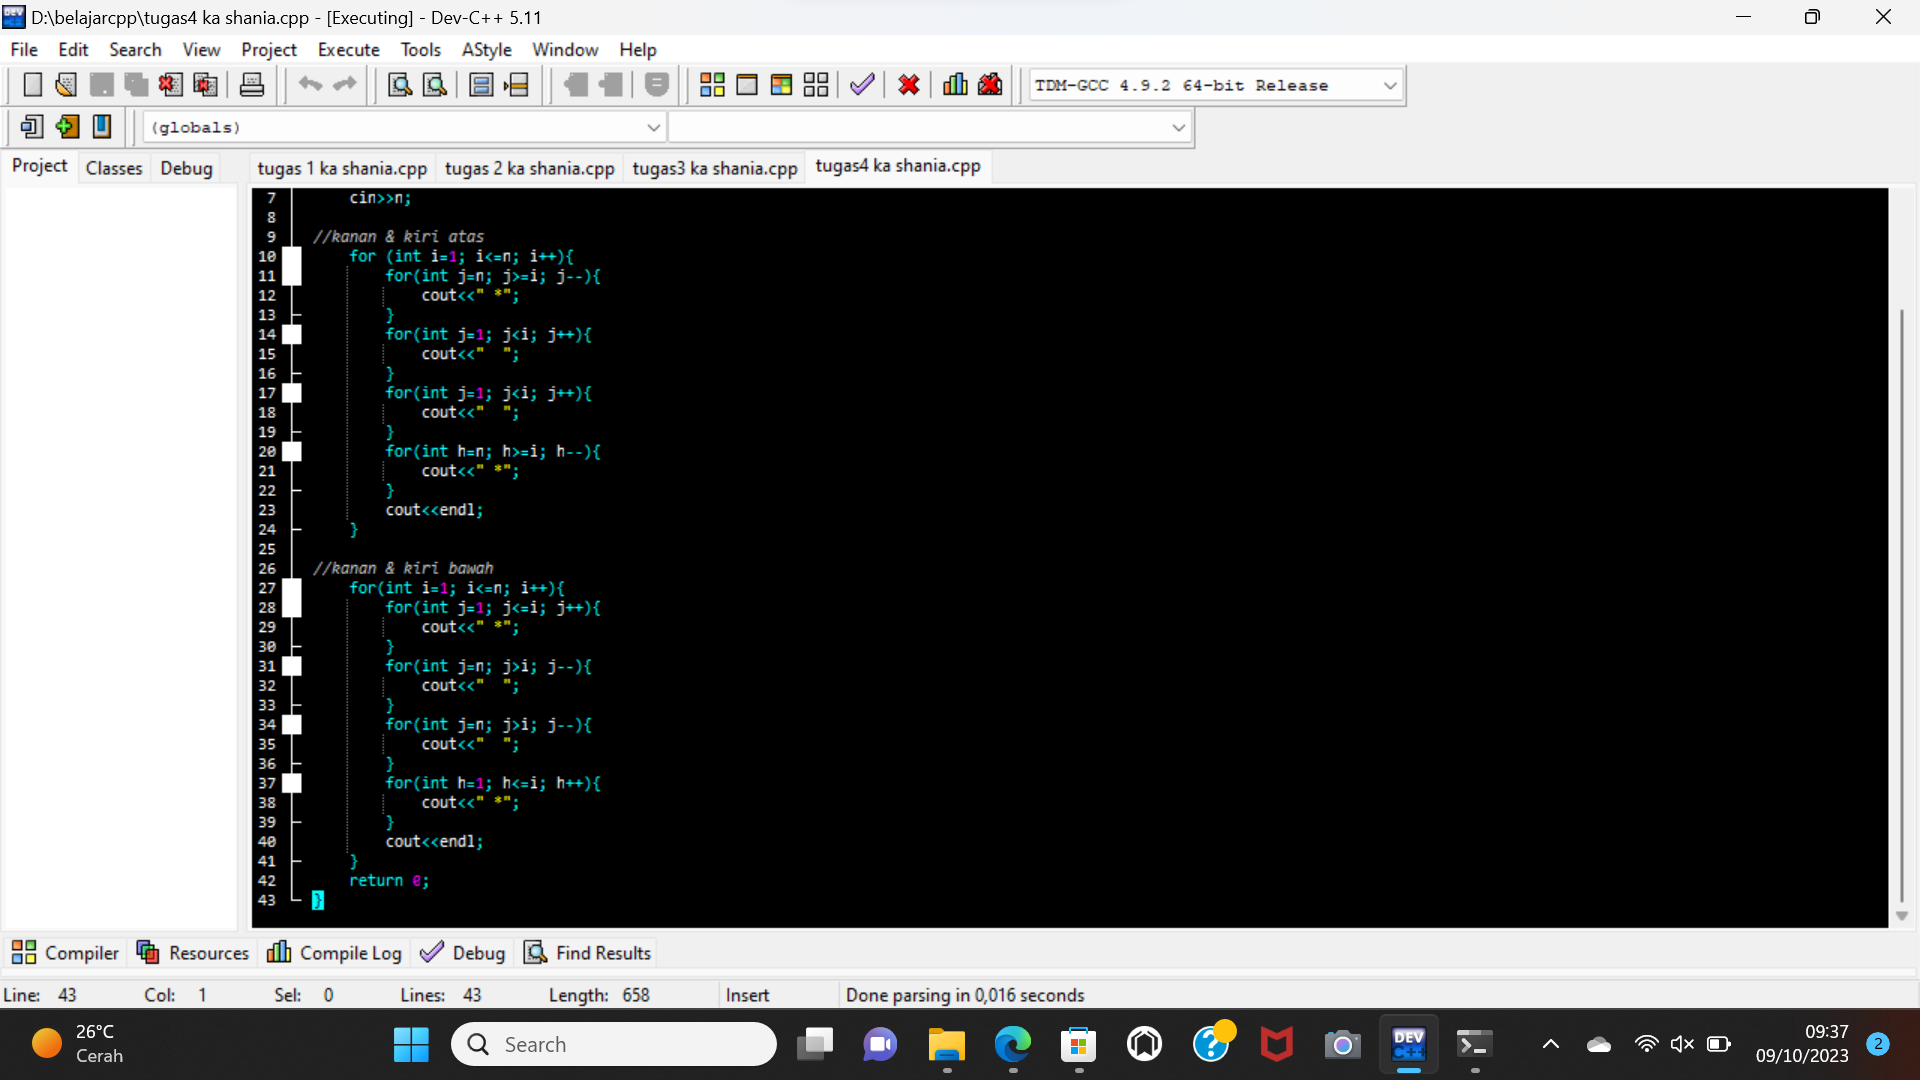 D:\belajarcpp\tugas4 ka shania.cpp - [Executing] - Dev-C++ 5.11
File Edit Search View Project Execute Tools AStyle Window Help
TDM-GCC 4.9.2 64-bit Release
(globals)
Project Classes Debug
tugas 1 ka shania.cpp tugas 2 ka shania.cpp tugas3 ka shania.cpp tugas4 ka shania.cpp
7 cin>>n;
8
9 //kanan & kiri atas
10 for (int i=1; i<=n; i++){
11 for(int j=n; j>=i; j--){
12 cout<<" *";
13 }
14 for(int j=1; j<i; j++){
15 cout<<"  ";
16 }
17 for(int j=1; j<i; j++){
18 cout<<"  ";
19 }
20 for(int h=n; h>=i; h--){
21 cout<<" *";
22 }
23 cout<<endl;
24 }
25
26 //kanan & kiri bawah
27 for(int i=1; i<=n; i++){
28 for(int j=1; j<=i; j++){
29 cout<<" *";
30 }
31 for(int j=n; j>i; j--){
32 cout<<"  ";
33 }
34 for(int j=n; j>i; j--){
35 cout<<"  ";
36 }
37 for(int h=1; h<=i; h++){
38 cout<<" *";
39 }
40 cout<<endl;
41 }
42 return 0;
43 }
Compiler Resources Compile Log Debug Find Results
Line: 43 Col: 1 Sel: 0 Lines: 43 Length: 658 Insert Done parsing in 0,016 seconds
26°C
Cerah
Search
DEV
C++
09:37
09/10/2023
2